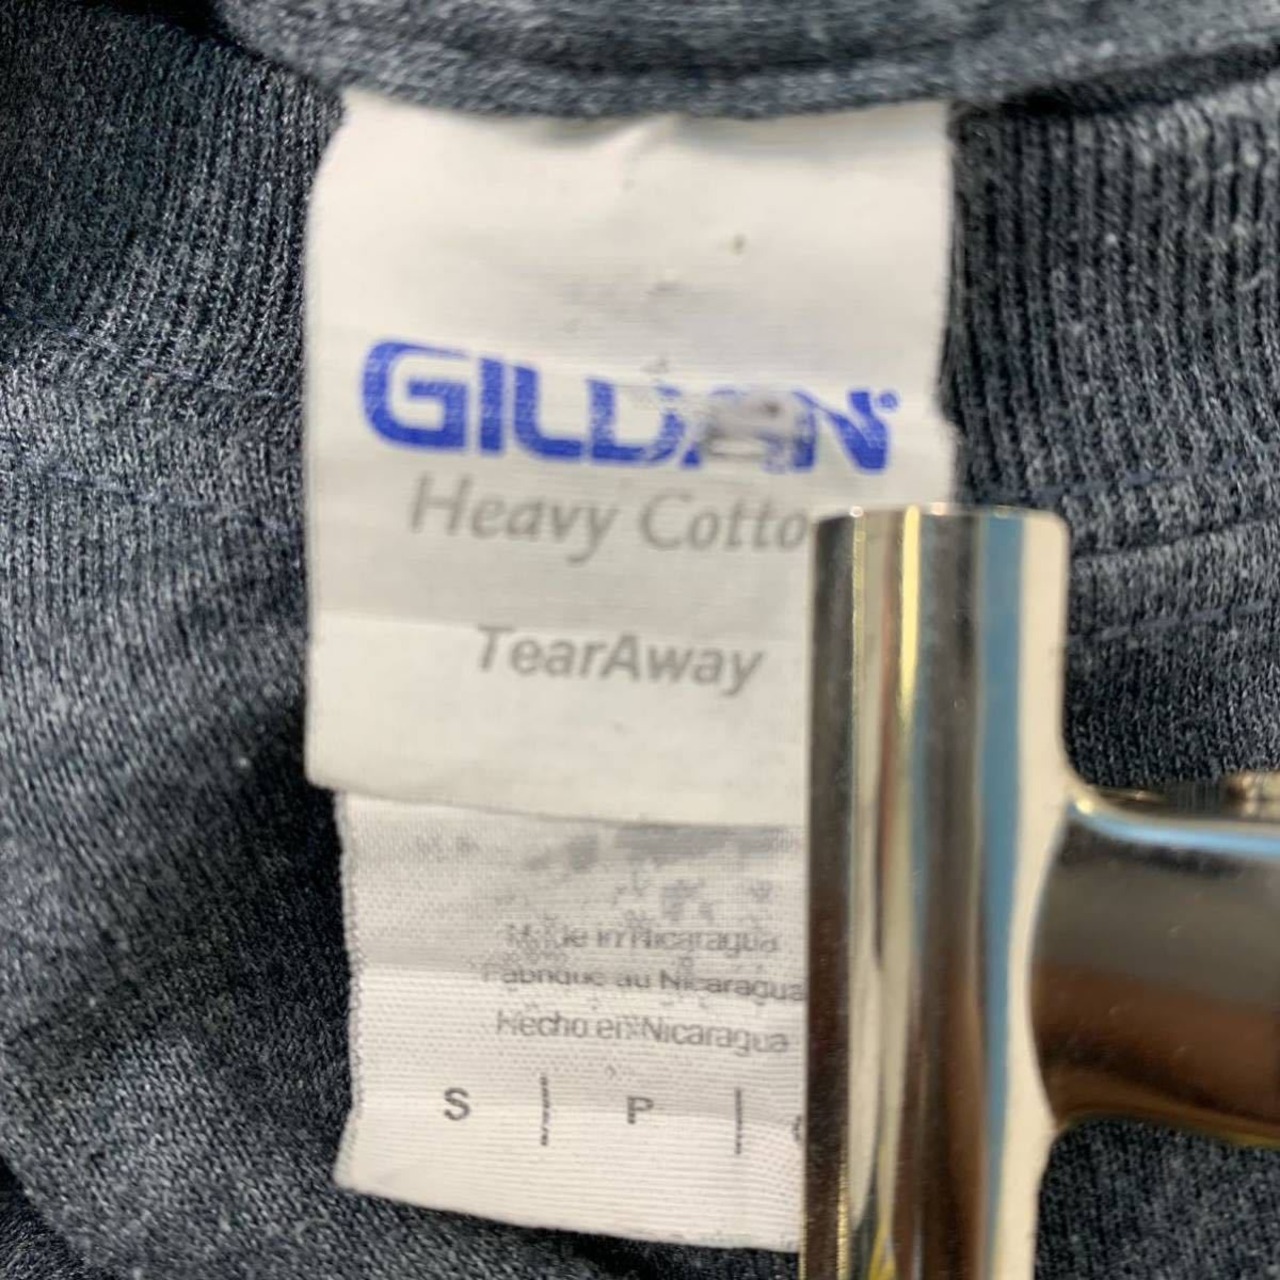 GILDAN®
Heavy Cotto
TearAway
Made in Nicaragua
Fabriqué au Nicaragua
Hecho en Nicaragua
S | P |